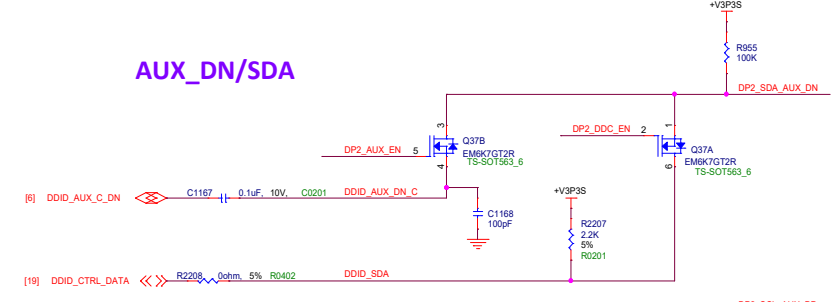 +V3P3S
R955
100K
AUX_DN/SDA
DP2_SDA_AUX_DN
3
1
DP2_AUX_EN 5
Q37B
EM6K7GT2R
TS-SOT563_6
4
DP2_DDC_EN 2
Q37A
EM6K7GT2R
TS-SOT563_6
6
[6] DDID_AUX_C_DN C1167 0.1uF, 10V, C0201 DDID_AUX_DN_C
+V3P3S
C1168
100pF
R2207
2.2K
5%
R0201
[19] DDID_CTRL_DATA R2208 0ohm, 5% R0402 DDID_SDA